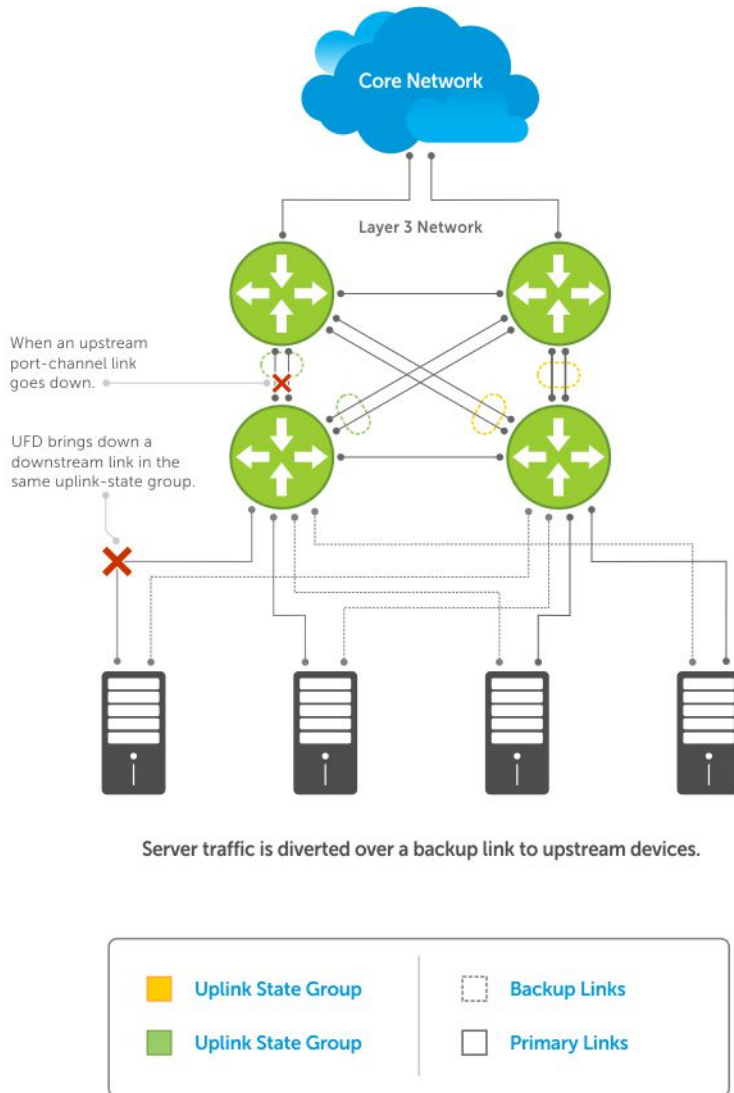 Core Network
Layer 3 Network
When an upstream
port-channel link
goes down.
UFD brings down a
downstream link in the
same uplink-state group.
Server traffic is diverted over a backup link to upstream devices.
Uplink State Group
Backup Links
Uplink State Group
Primary Links